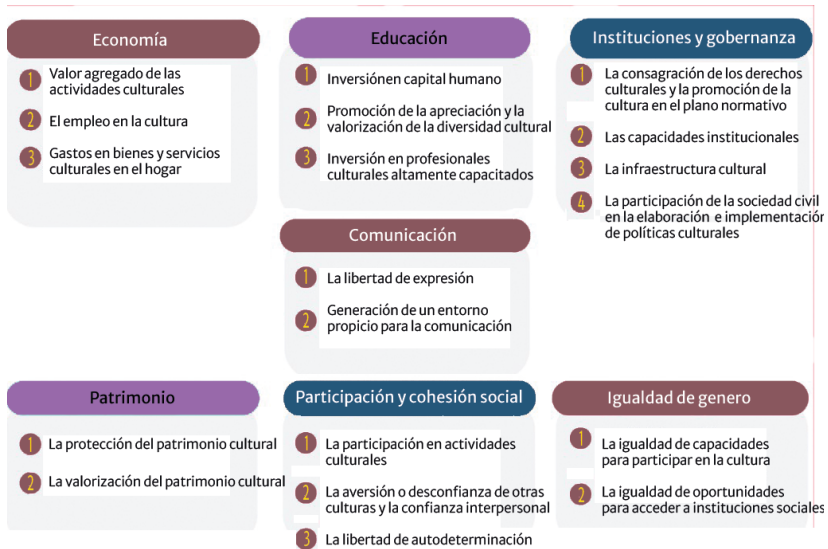 Economía
1 Valor agregado de las
actividades culturales
2 El empleo en la cultura
3 Gastos en bienes y servicios
culturales en el hogar
Educación
1 Inversiónen capital humano
2 Promoción de la apreciación y la
valorización de la diversidad cultural
3 Inversión en profesionales
culturales altamente capacitados
Instituciones y gobernanza
1 La consagración de los derechos
culturales y la promoción de la
cultura en el plano normativo
2 Las capacidades institucionales
3 La infraestructura cultural
4 La participación de la sociedad civil
en la elaboración e implementación
de políticas culturales
Comunicación
1 La libertad de expresión
2 Generación de un entorno
propicio para la comunicación
Patrimonio
1 La protección del patrimonio cultural
2 La valorización del patrimonio cultural
Participación y cohesión social
1 La participación en actividades
culturales
2 La aversión o desconfianza de otras
culturas y la confianza interpersonal
3 La libertad de autodeterminación
Igualdad de genero
1 La igualdad de capacidades
para participar en la cultura
2 La igualdad de oportunidades
para acceder a instituciones sociales